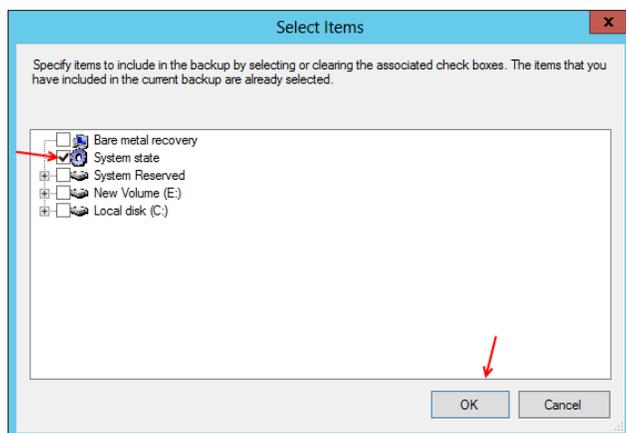 Select Items
x
Specify items to include in the backup by selecting or clearing the associated check boxes. The items that you
have included in the current backup are already selected.
Bare metal recovery
System state
System Reserved
New Volume (E:)
Local disk (C:)
OK
Cancel